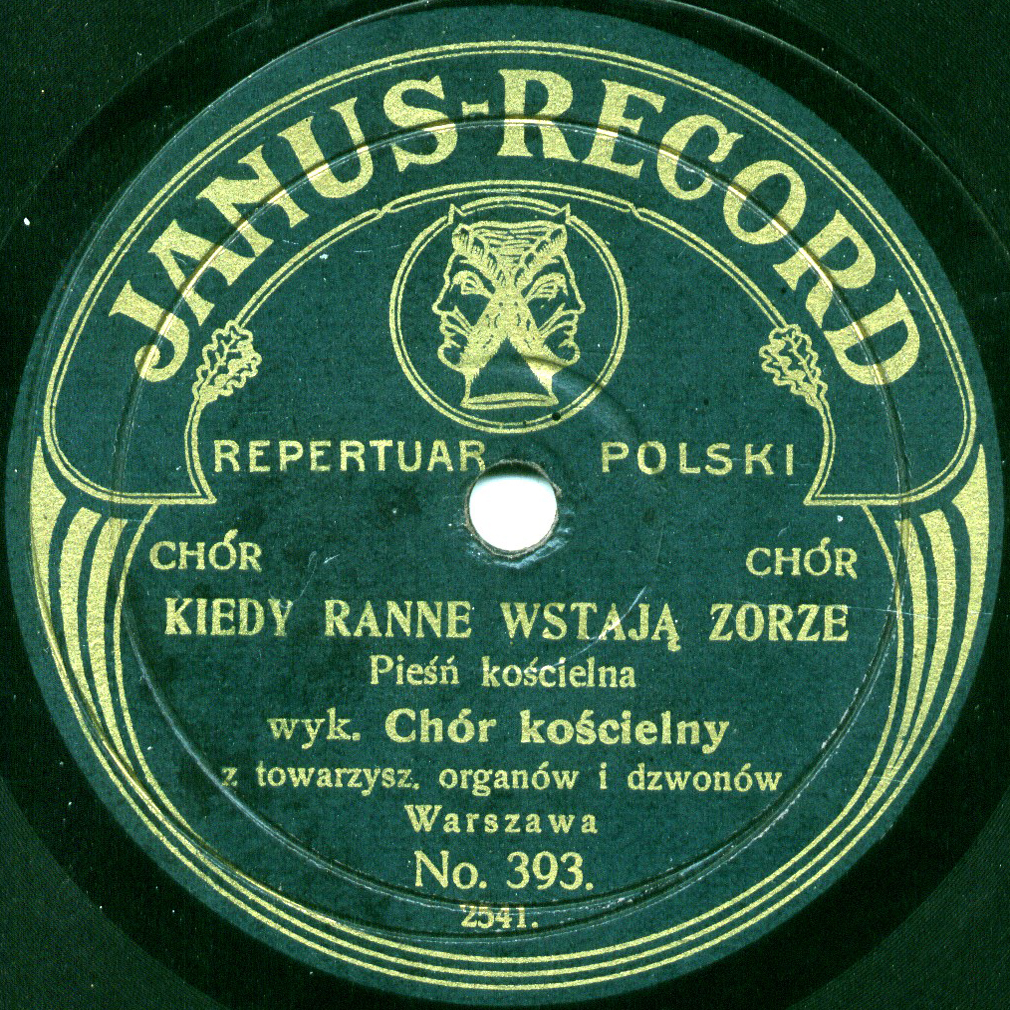 JANUS-RECORD
REPERTUAR POLSKI
CHÓR CHÓR
KIEDY RANNE WSTAJĄ ZORZE
Pieśń kościelna
wyk. Chór kościelny
z towarzysz. organów i dzwonów
Warszawa
No. 393.
2541.